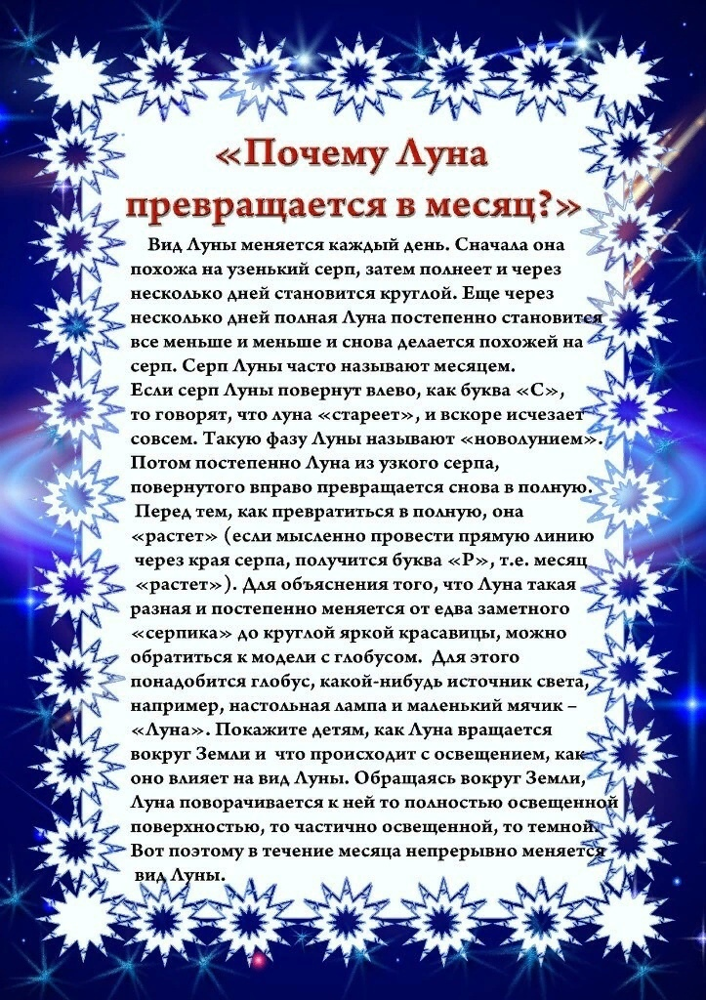 «Почему Луна
превращается в месяц?»
Вид Луны меняется каждый день. Сначала она
похожа на узенький серп, затем полнеет и через
несколько дней становится круглой. Еще через
несколько дней полная Луна постепенно становится
все меньше и меньше и снова делается похожей на
серп. Серп Луны часто называют месяцем.
Если серп Луны повернут влево, как буква «С»,
то говорят, что луна «стареет», и вскоре исчезает
совсем. Такую фазу Луны называют «новолунием».
Потом постепенно Луна из узкого серпа,
повернутого вправо превращается снова в полную.
Перед тем, как превратиться в полную, она
«растет» (если мысленно провести прямую линию
через края серпа, получится буква «Р», т.е. месяц
«растет»). Для объяснения того, что Луна такая
разная и постепенно меняется от едва заметного
«серпика» до круглой яркой красавицы, можно
обратиться к модели с глобусом. Для этого
понадобится глобус, какой-нибудь источник света,
например, настольная лампа и маленький мячик –
«Луна». Покажите детям, как Луна вращается
вокруг Земли и что происходит с освещением, как
оно влияет на вид Луны. Обращаясь вокруг Земли,
Луна поворачивается к ней то полностью освещенной
поверхностью, то частично освещенной, то темной.
Вот поэтому в течение месяца непрерывно меняется
вид Луны.